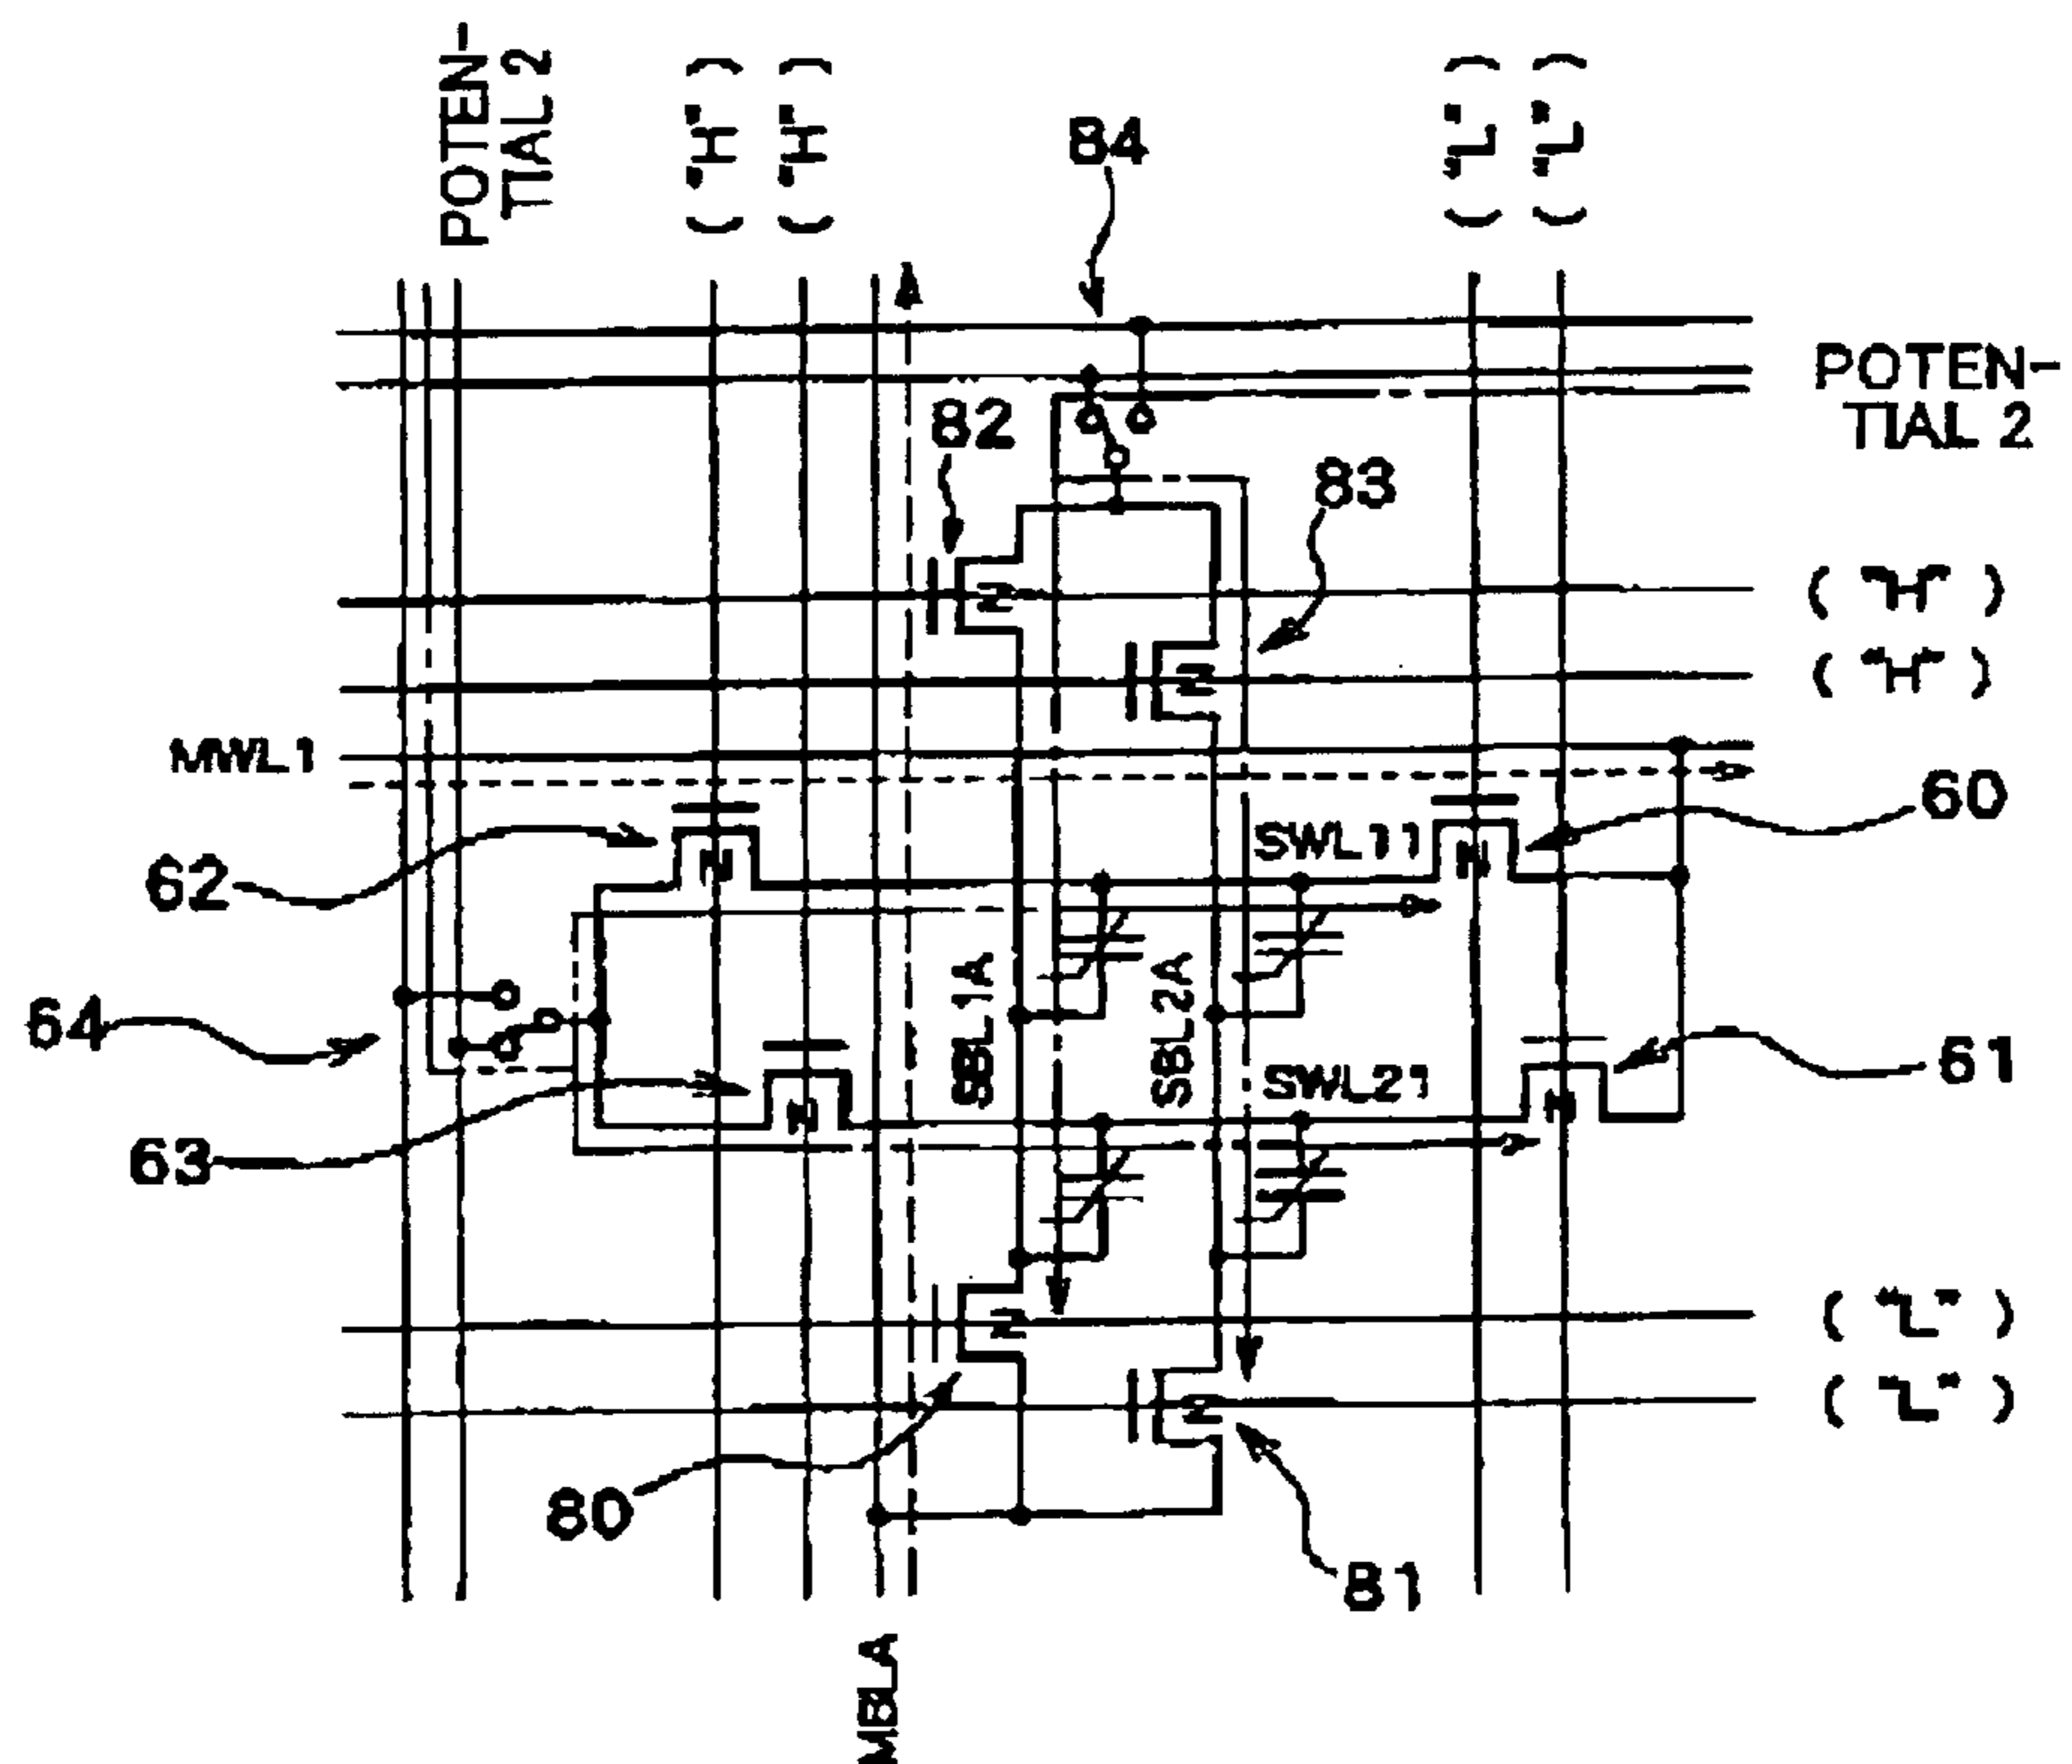 POTEN-
TIAL 2
("H")
("H")
("L")
("L")
84
POTEN-
TIAL 2
82
83
("H")
("H")
MWL1
60
SWL11
62
N
N
SBL1A
SBL2A
64
61
SWL21
63
N
N
N
N
("L")
("L")
N
N
80
81
MBLA